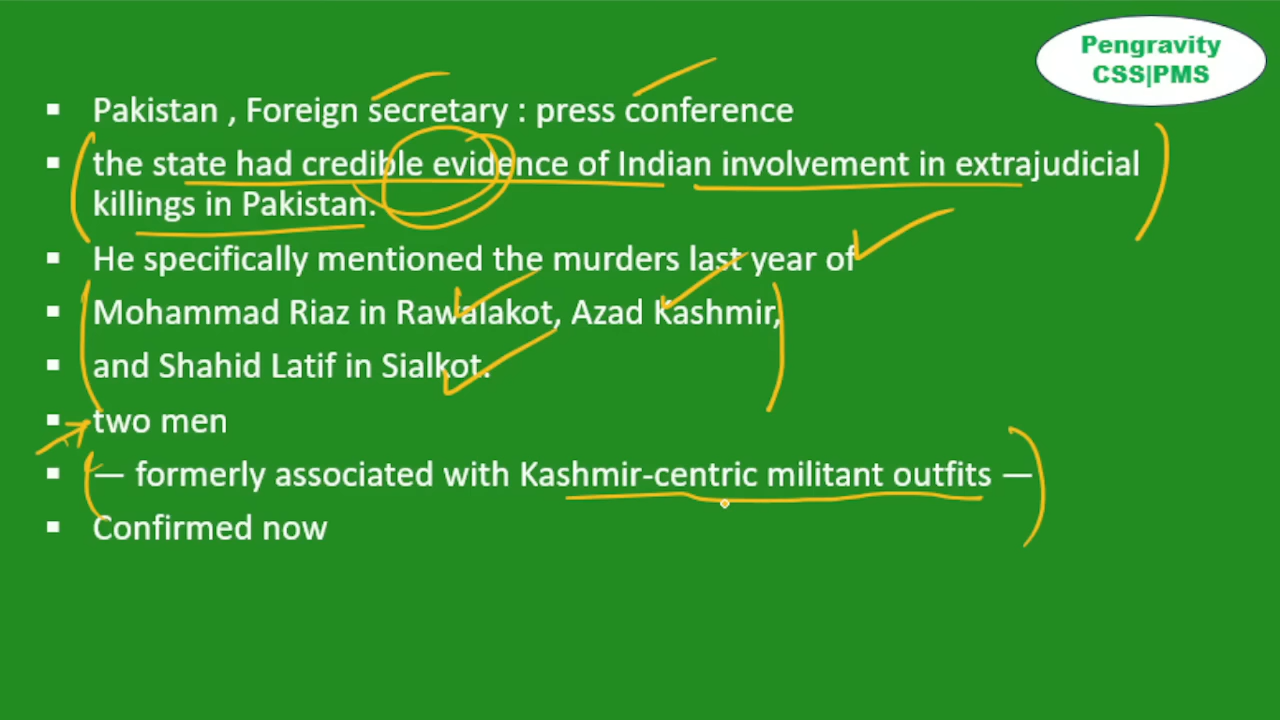 Pengravity
CSS|PMS
▪ Pakistan , Foreign secretary : press conference
▪ the state had credible evidence of Indian involvement in extrajudicial
killings in Pakistan.
▪ He specifically mentioned the murders last year of
▪ Mohammad Riaz in Rawalakot, Azad Kashmir,
▪ and Shahid Latif in Sialkot.
▪ two men
▪ — formerly associated with Kashmir-centric militant outfits —
▪ Confirmed now